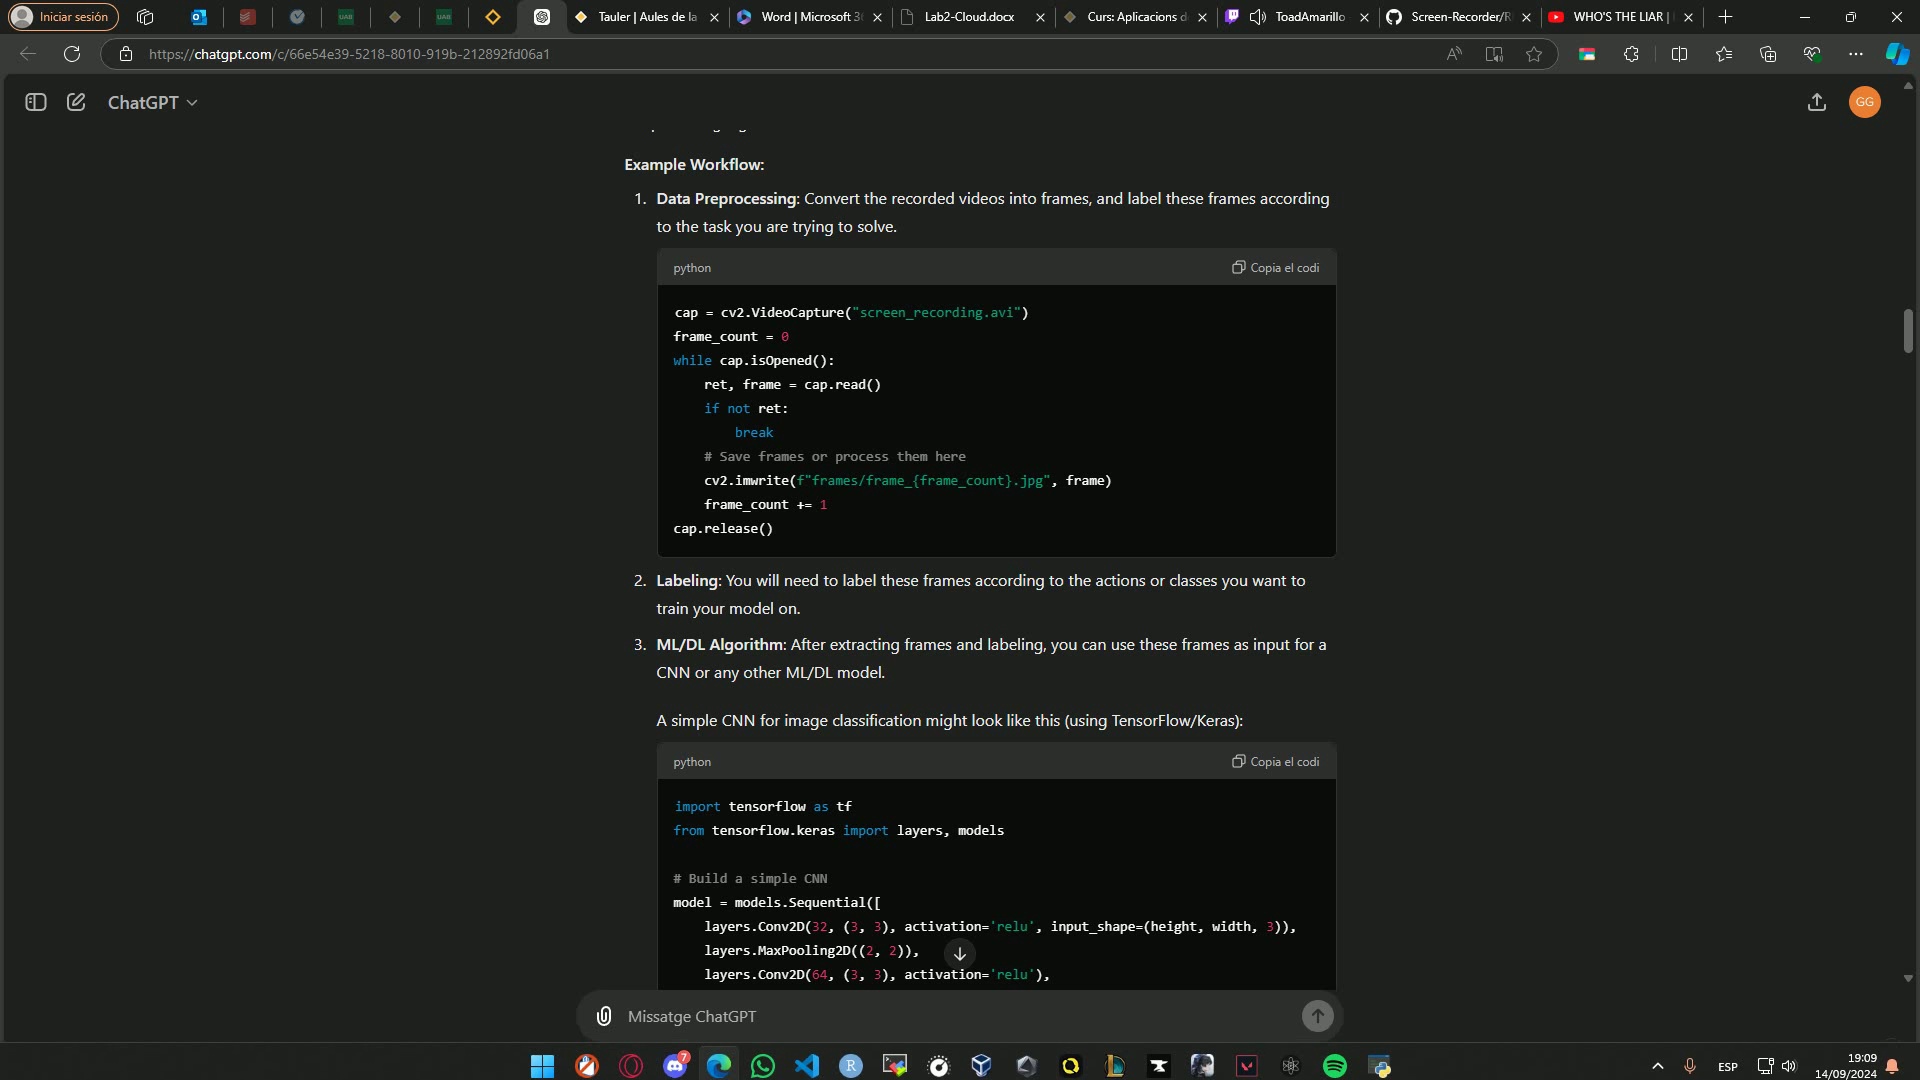 Iniciar sesión
Tauler | Aules de la
Word | Microsoft 3
Lab2-Cloud.docx
Curs: Aplicacions d
ToadAmarillo
Screen-Recorder/R
WHO'S THE LIAR |
https://chatgpt.com/c/66e54e39-5218-8010-919b-212892fd06a1
ChatGPT
GG
Example Workflow:
1. Data Preprocessing: Convert the recorded videos into frames, and label these frames according
to the task you are trying to solve.
python
Copia el codi
cap = cv2.VideoCapture("screen_recording.avi")
frame_count = 0
while cap.isOpened():
    ret, frame = cap.read()
    if not ret:
        break
    # Save frames or process them here
    cv2.imwrite(f"frames/frame_{frame_count}.jpg", frame)
    frame_count += 1
cap.release()
2. Labeling: You will need to label these frames according to the actions or classes you want to
train your model on.
3. ML/DL Algorithm: After extracting frames and labeling, you can use these frames as input for a
CNN or any other ML/DL model.
A simple CNN for image classification might look like this (using TensorFlow/Keras):
python
Copia el codi
import tensorflow as tf
from tensorflow.keras import layers, models
# Build a simple CNN
model = models.Sequential([
    layers.Conv2D(32, (3, 3), activation='relu', input_shape=(height, width, 3)),
    layers.MaxPooling2D((2, 2)),
    layers.Conv2D(64, (3, 3), activation='relu'),
Missatge ChatGPT
7
R
ESP
19:09
14/09/2024